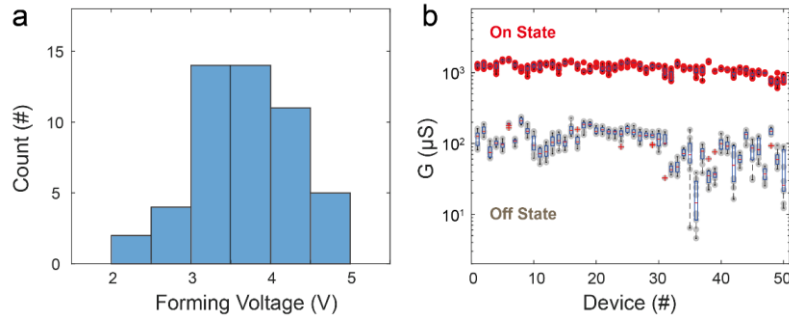 a
15
10
5
0
Count (#)
2
3
4
5
Forming Voltage (V)
b
On State
10³
10²
10¹
G (µS)
Off State
0
10
20
30
40
50
Device (#)